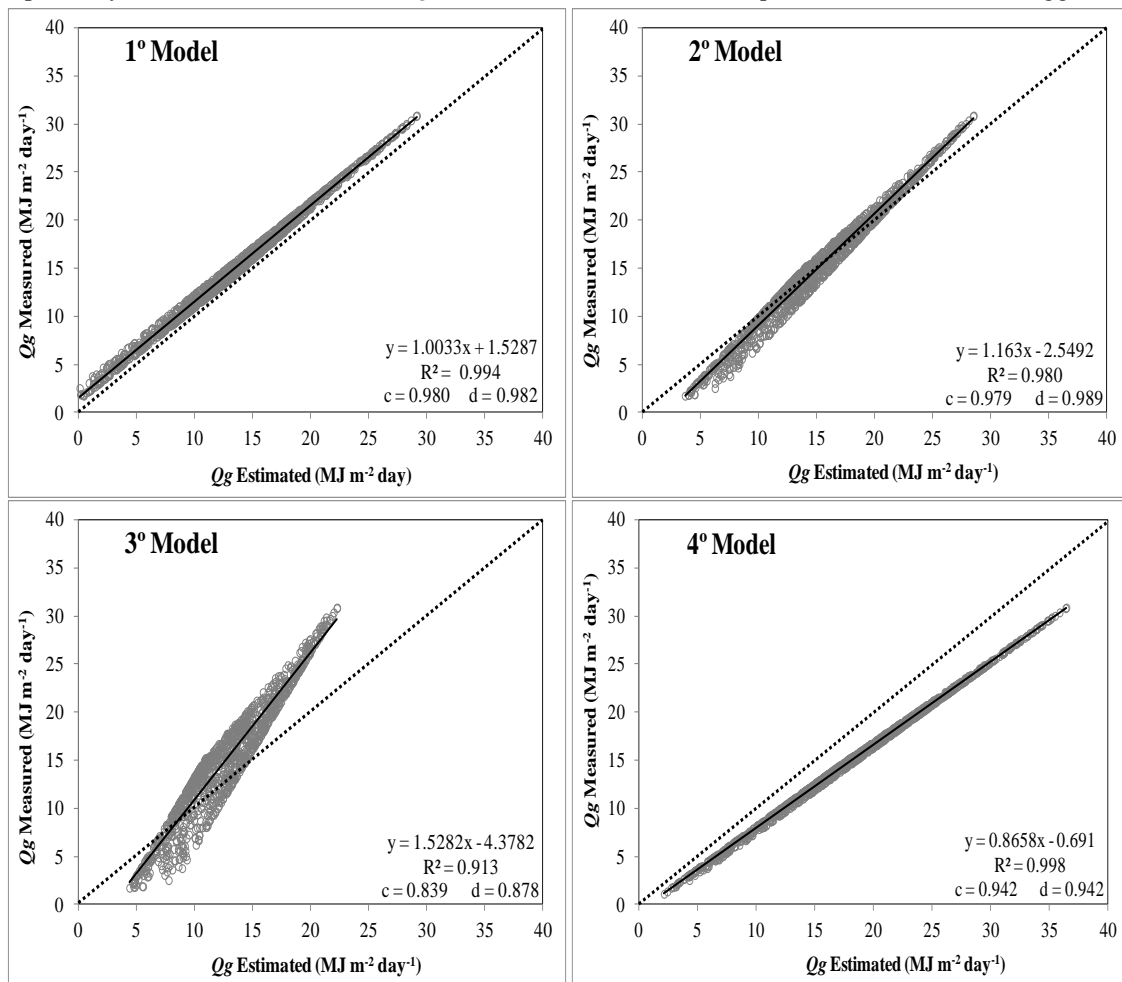 1º Model
40
35
30
25
20
15
10
5
0
Qg Measured (MJ m-2 day-1)
y = 1.0033x + 1.5287
R² = 0.994
c = 0.980 d = 0.982
0 5 10 15 20 25 30 35 40
Qg Estimated (MJ m-2 day)
2º Model
40
35
30
25
20
15
10
5
0
Qg Measured (MJ m-2 day-1)
y = 1.163x - 2.5492
R² = 0.980
c = 0.979 d = 0.989
0 5 10 15 20 25 30 35 40
Qg Estimated (MJ m-2 day-1)
3º Model
40
35
30
25
20
15
10
5
0
Qg Measured (MJ m-2 day-1)
y = 1.5282x - 4.3782
R² = 0.913
c = 0.839 d = 0.878
0 5 10 15 20 25 30 35 40
Qg Estimated (MJ m-2 day-1)
4º Model
40
35
30
25
20
15
10
5
0
Qg Measured (MJ m-2 day-1)
y = 0.8658x - 0.691
R² = 0.998
c = 0.942 d = 0.942
0 5 10 15 20 25 30 35 40
Qg Estimated (MJ m-2 day-1)